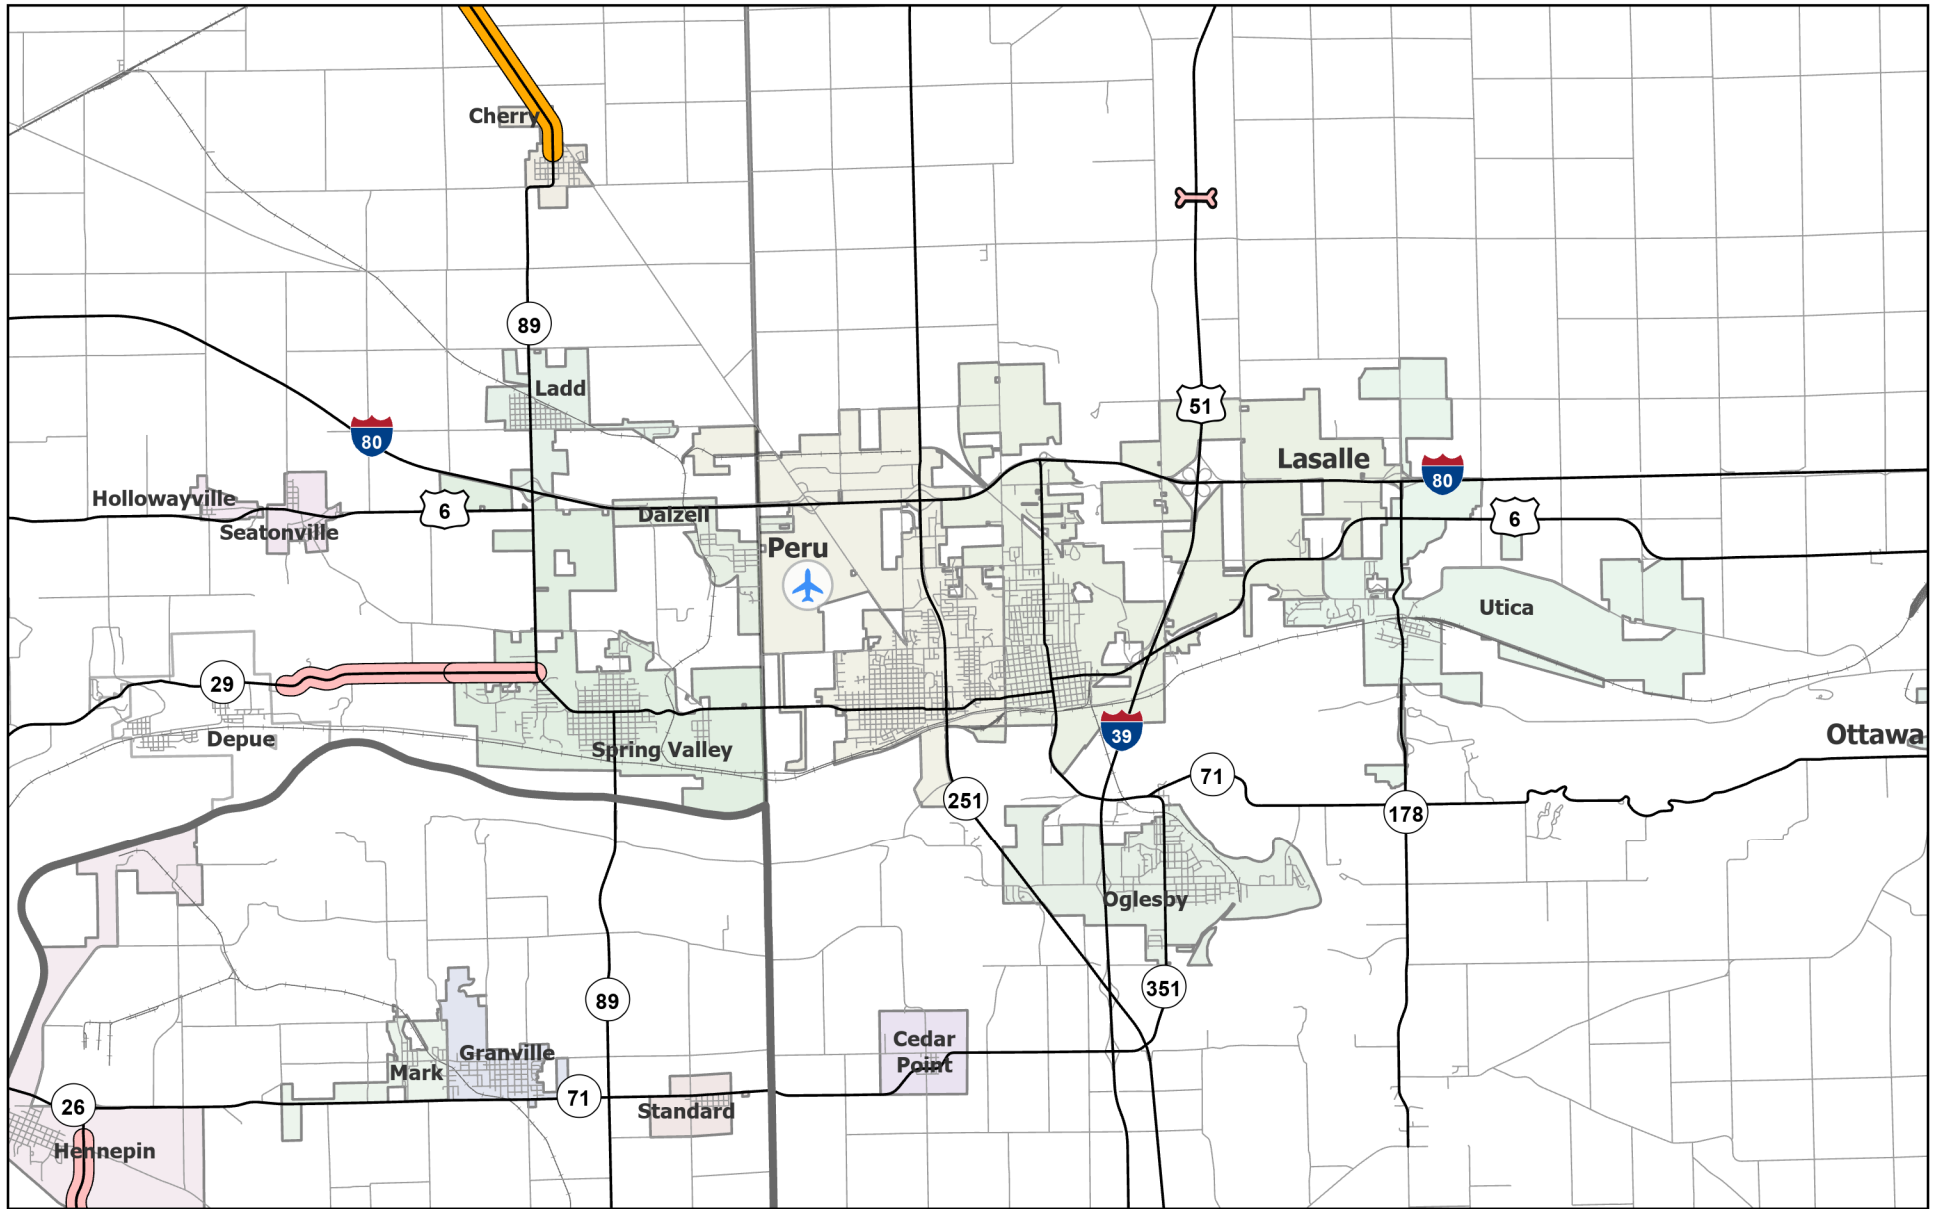 Cherry
89
Ladd
51
80
Lasalle
80
Hollowayville
6
Dalzell
6
Seatonville
Peru
Utica
29
Depue
Spring Valley
39
Ottawa
71
251
178
Oglesby
351
89
Cedar
Point
Granville
Mark
71
26
Standard
Hennepin